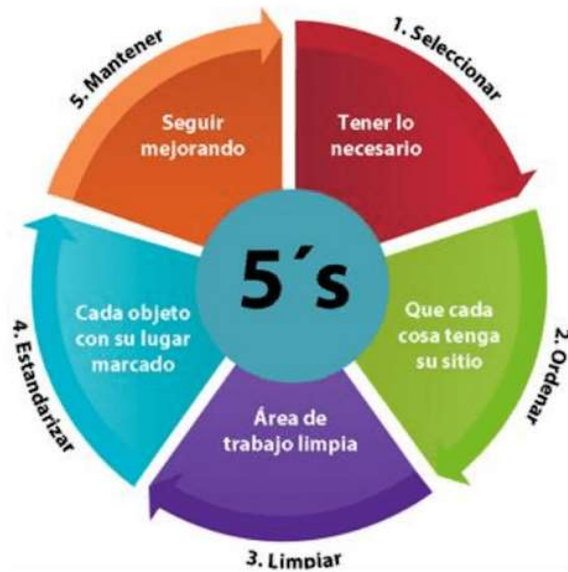 5´s
1. Seleccionar
Tener lo
necesario
2. Ordenar
Que cada
cosa tenga
su sitio
3. Limpiar
Área de
trabajo limpia
4. Estandarizar
Cada objeto
con su lugar
marcado
5. Mantener
Seguir
mejorando